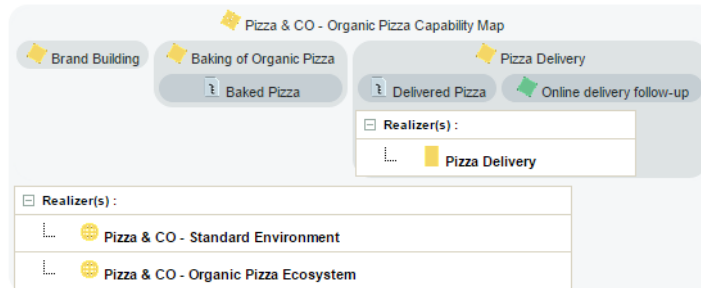 Pizza & CO - Organic Pizza Capability Map
Brand Building
Baking of Organic Pizza
Pizza Delivery
Baked Pizza
Delivered Pizza
Online delivery follow-up
Realizer(s) :
Pizza Delivery
Realizer(s) :
Pizza & CO - Standard Environment
Pizza & CO - Organic Pizza Ecosystem